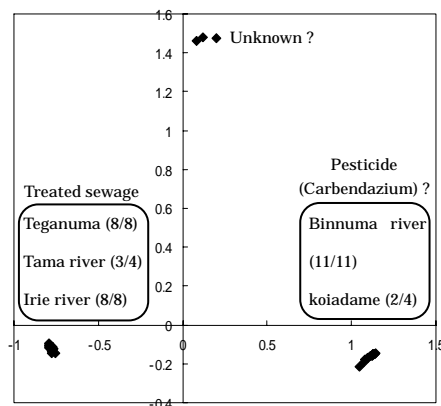 1.6
Unknown ?
1.4
1.2
1
Pesticide
(Carbendazium) ?
0.8
Treated sewage
0.6
Teganuma (8/8)
Tama river (3/4)
Irie river (8/8)
Binnuma river
(11/11)
koiadame (2/4)
0.4
0.2
0
-1 -0.5 0 0.5 1 1.5
-0.2
-0.4